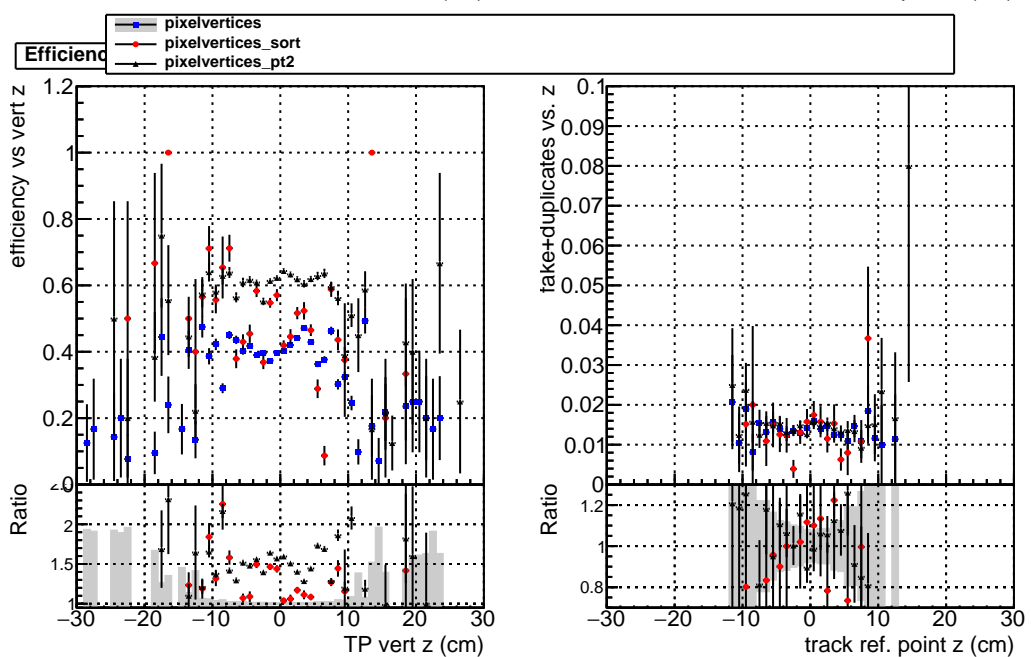 pixelvertices
pixelvertices_sort
pixelvertices_pt2
Efficienc
efficiency vs vert z
1.2
1
0.8
0.6
0.4
0.2
0
Ratio
2
1.5
1
−30 −20 −10 0 10 20 30
TP vert z (cm)
fake+duplicates vs. z
0.1
0.09
0.08
0.07
0.06
0.05
0.04
0.03
0.02
0.01
0
Ratio
1.2
1
0.8
−30 −20 −10 0 10 20 30
track ref. point z (cm)